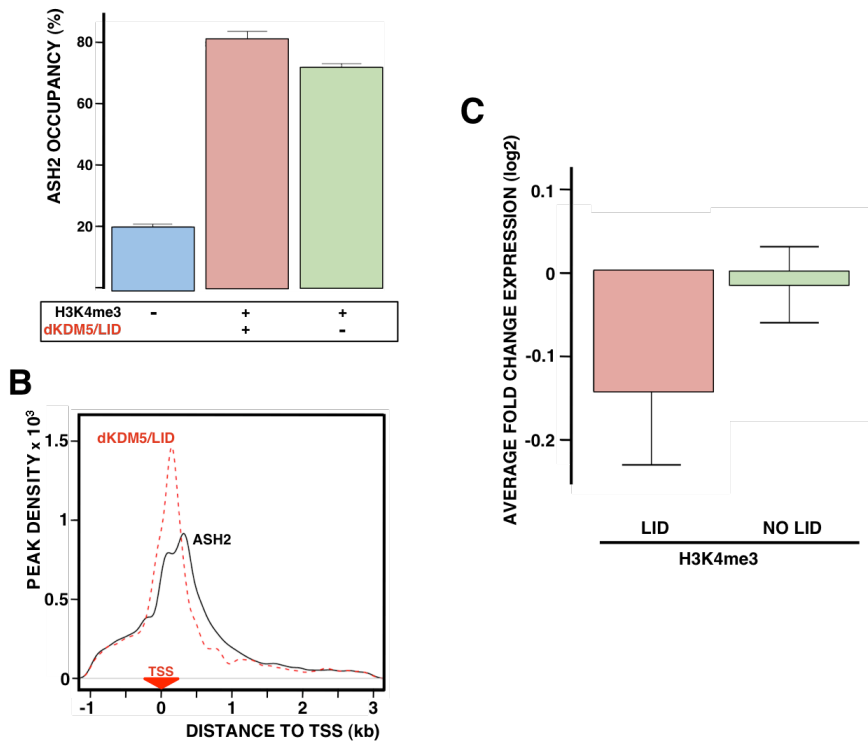 ASH2 OCCUPANCY (%)
80
60
40
20
H3K4me3 - + +
dKDM5/LID + -
B
PEAK DENSITY x 10³
1.5
1
0.5
0
dKDM5/LID
ASH2
TSS
-1 0 1 2 3
DISTANCE TO TSS (kb)
C
AVERAGE FOLD CHANGE EXPRESSION (log2)
0.1
0
-0.1
-0.2
LID NO LID
H3K4me3